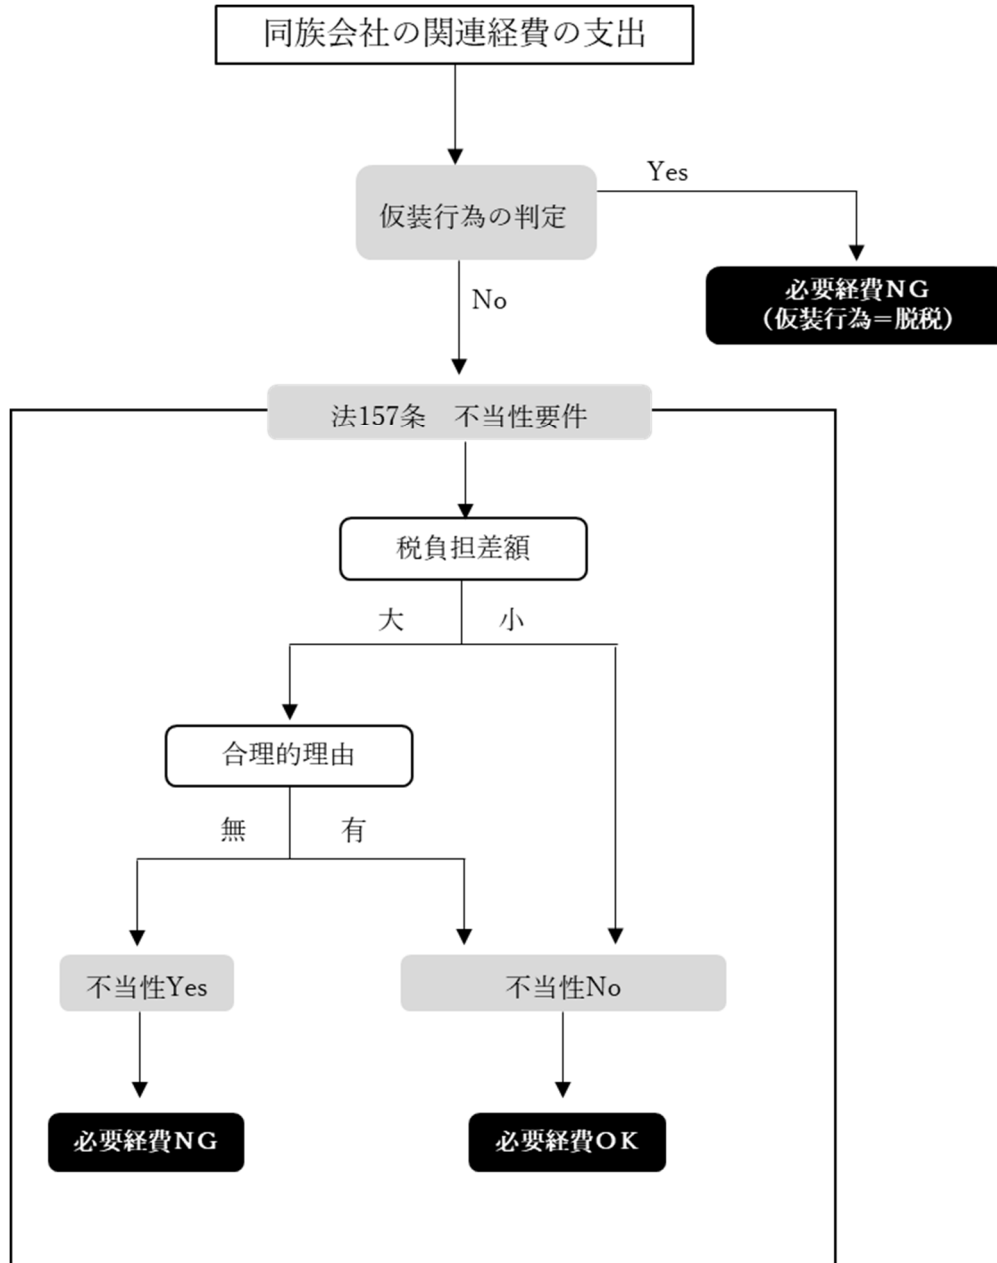 同族会社の関連経費の支出
Yes
仮装行為の判定
必要経費ＮＧ
（仮装行為＝脱税）
No
法157条　不当性要件
税負担差額
大
小
合理的理由
無
有
不当性Yes
不当性No
必要経費ＮＧ
必要経費ＯＫ